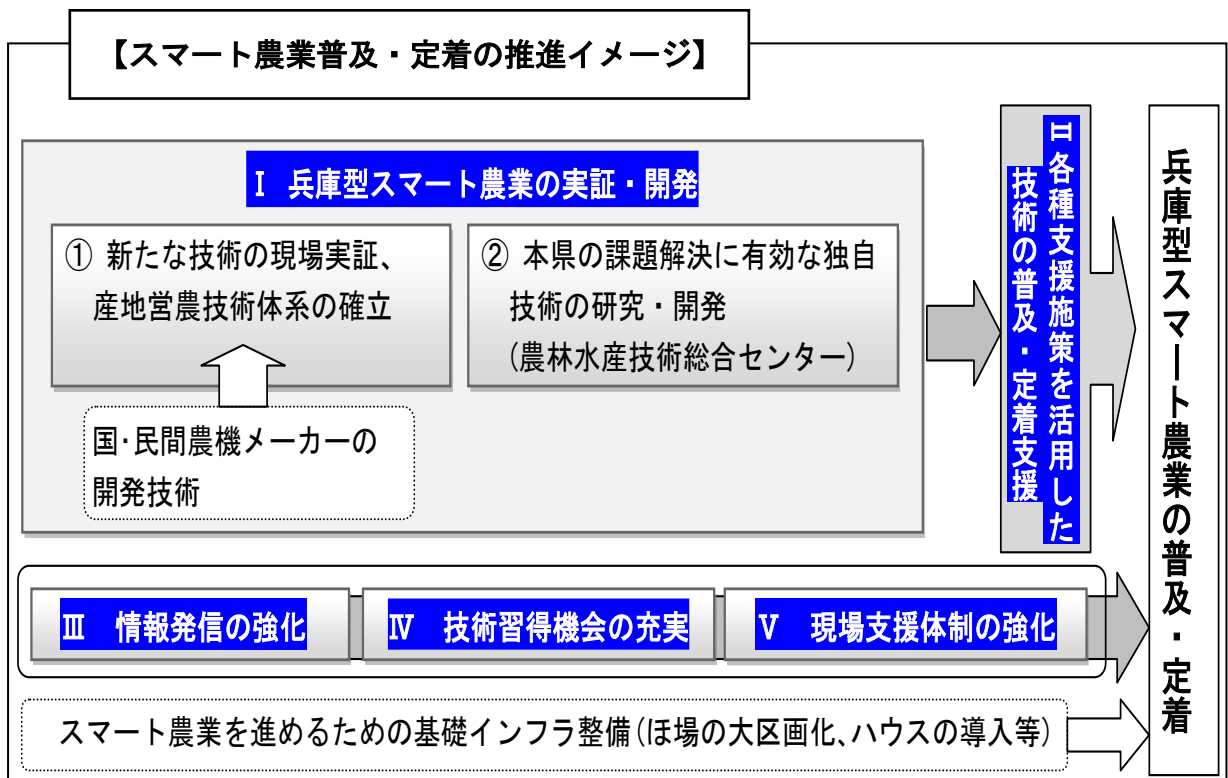 【スマート農業普及・定着の推進イメージ】
Ⅰ 兵庫型スマート農業の実証・開発
① 新たな技術の現場実証、
産地営農技術体系の確立
② 本県の課題解決に有効な独自
技術の研究・開発
(農林水産技術総合センター)
国･民間農機メーカーの
開発技術
Ⅱ各種支援施策を活用した
技術の普及・定着支援
Ⅲ 情報発信の強化
Ⅳ 技術習得機会の充実
Ⅴ 現場支援体制の強化
スマート農業を進めるための基礎インフラ整備(ほ場の大区画化、ハウスの導入等)
兵庫型スマート農業の普及・定着